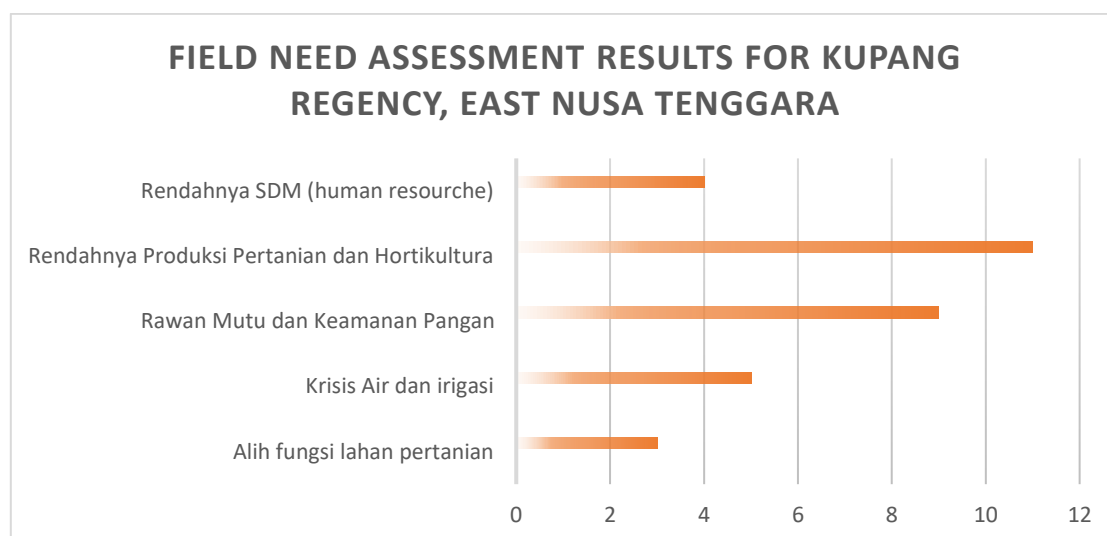 FIELD NEED ASSESSMENT RESULTS FOR KUPANG
REGENCY, EAST NUSA TENGGARA
Rendahnya SDM (human resourche)
Rendahnya Produksi Pertanian dan Hortikultura
Rawan Mutu dan Keamanan Pangan
Krisis Air dan irigasi
Alih fungsi lahan pertanian
0 2 4 6 8 10 12